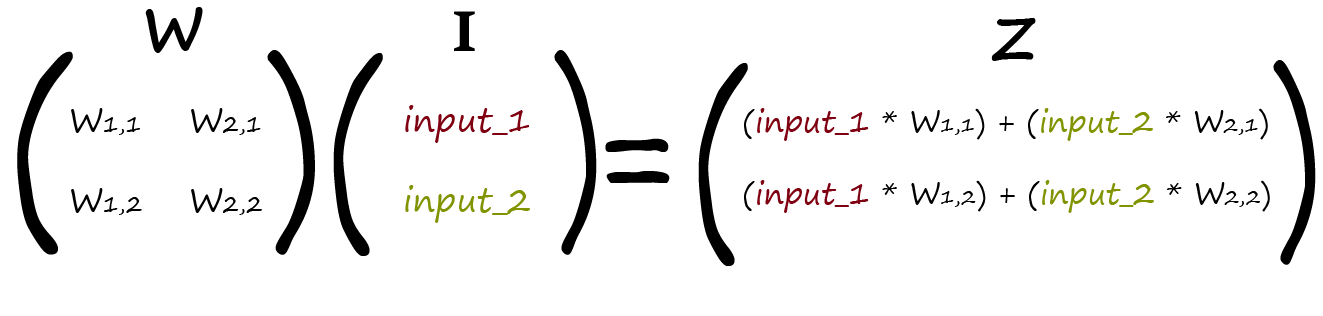 W I Z
W1,1 W2,1 input_1 (input_1 * W1,1) + (input_2 * W2,1)
=
W1,2 W2,2 input_2 (input_1 * W1,2) + (input_2 * W2,2)